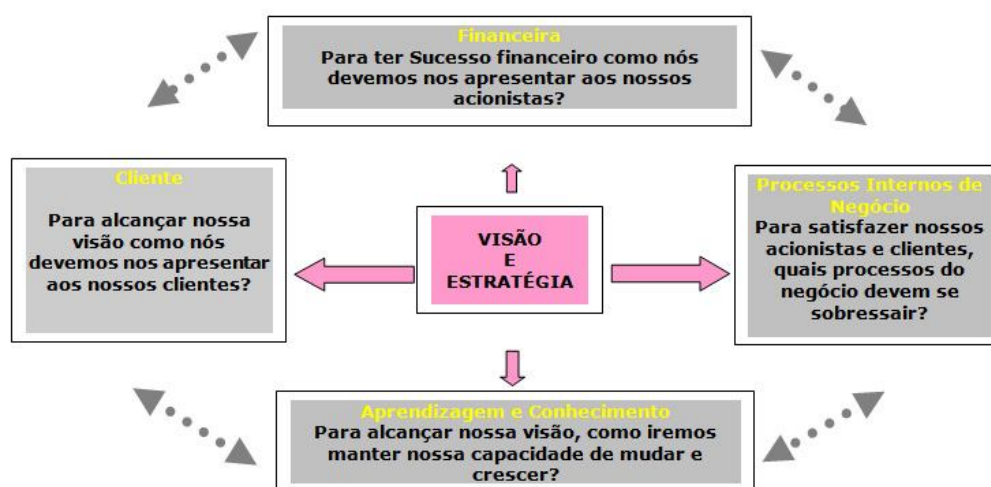 Financeira
Para ter Sucesso financeiro como nós
devemos nos apresentar aos nossos
acionistas?
Cliente
Para alcançar nossa
visão como nós
devemos nos apresentar
aos nossos clientes?
VISÃO
E
ESTRATÉGIA
Processos Internos de
Negócio
Para satisfazer nossos
acionistas e clientes,
quais processos do
negócio devem se
sobressair?
Aprendizagem e Conhecimento
Para alcançar nossa visão, como iremos
manter nossa capacidade de mudar e
crescer?